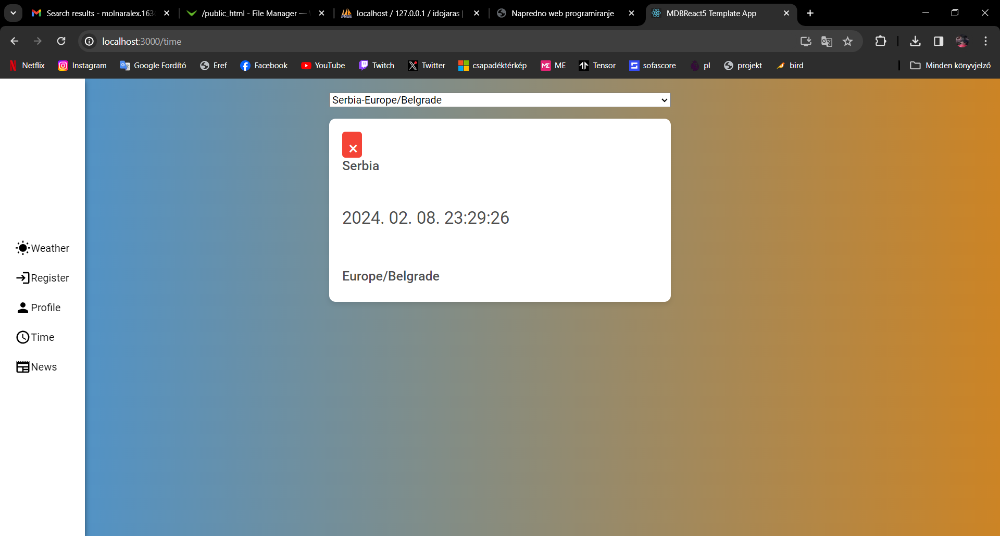 Search results - molnaralex.163
/public_html - File Manager —
localhost / 127.0.0.1 / idojaras |
Napredno web programiranje
MDBReact5 Template App
localhost:3000/time
Netflix
Instagram
Google Fordító
Eref
Facebook
YouTube
Twitch
Twitter
csapadéktérkép
ME
Tensor
sofascore
pl
projekt
bird
Minden könyvjelző
Serbia-Europe/Belgrade
Serbia
2024. 02. 08. 23:29:26
Europe/Belgrade
Weather
Register
Profile
Time
News